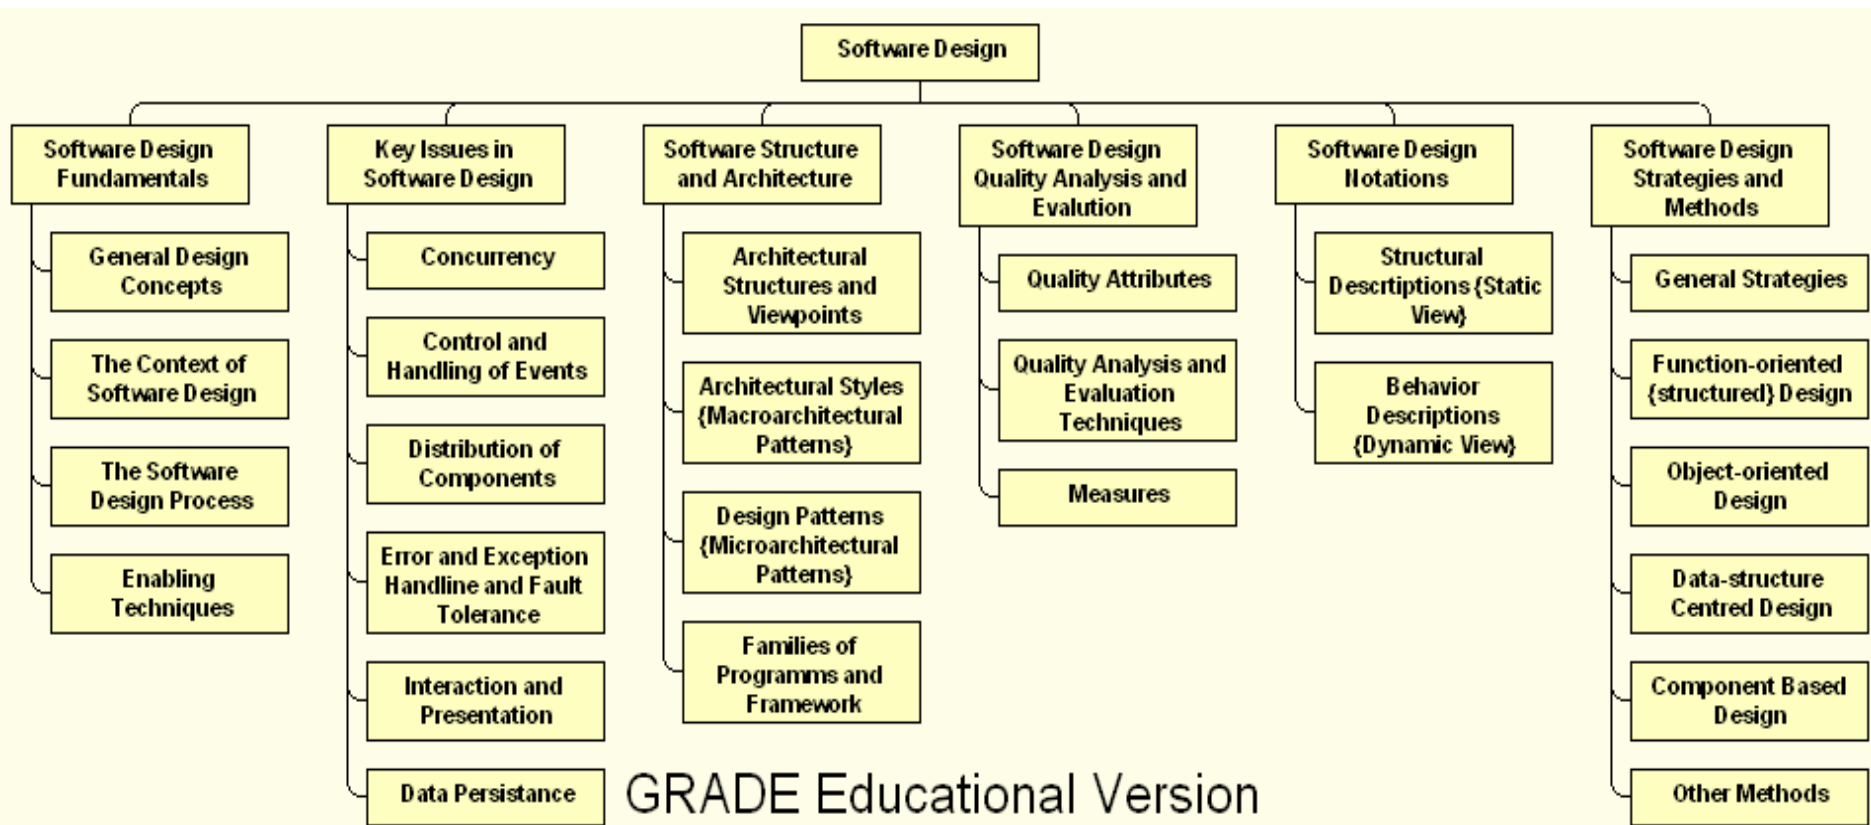 Software Design
Software Design
Fundamentals
General Design
Concepts
The Context of
Software Design
The Software
Design Process
Enabling
Techniques
Key Issues in
Software Design
Concurrency
Control and
Handling of Events
Distribution of
Components
Error and Exception
Handline and Fault
Tolerance
Interaction and
Presentation
Data Persistance
Software Structure
and Architecture
Architectural
Structures and
Viewpoints
Architectural Styles
{Macroarchitectural
Patterns}
Design Patterns
{Microarchitectural
Patterns}
Families of
Programms and
Framework
Software Design
Quality Analysis and
Evalution
Quality Attributes
Quality Analysis and
Evaluation
Techniques
Measures
Software Design
Notations
Structural
Descrtiptions {Static
View}
Behavior
Descriptions
{Dynamic View}
Software Design
Strategies and
Methods
General Strategies
Function-oriented
{structured} Design
Object-oriented
Design
Data-structure
Centred Design
Component Based
Design
Other Methods
GRADE Educational Version